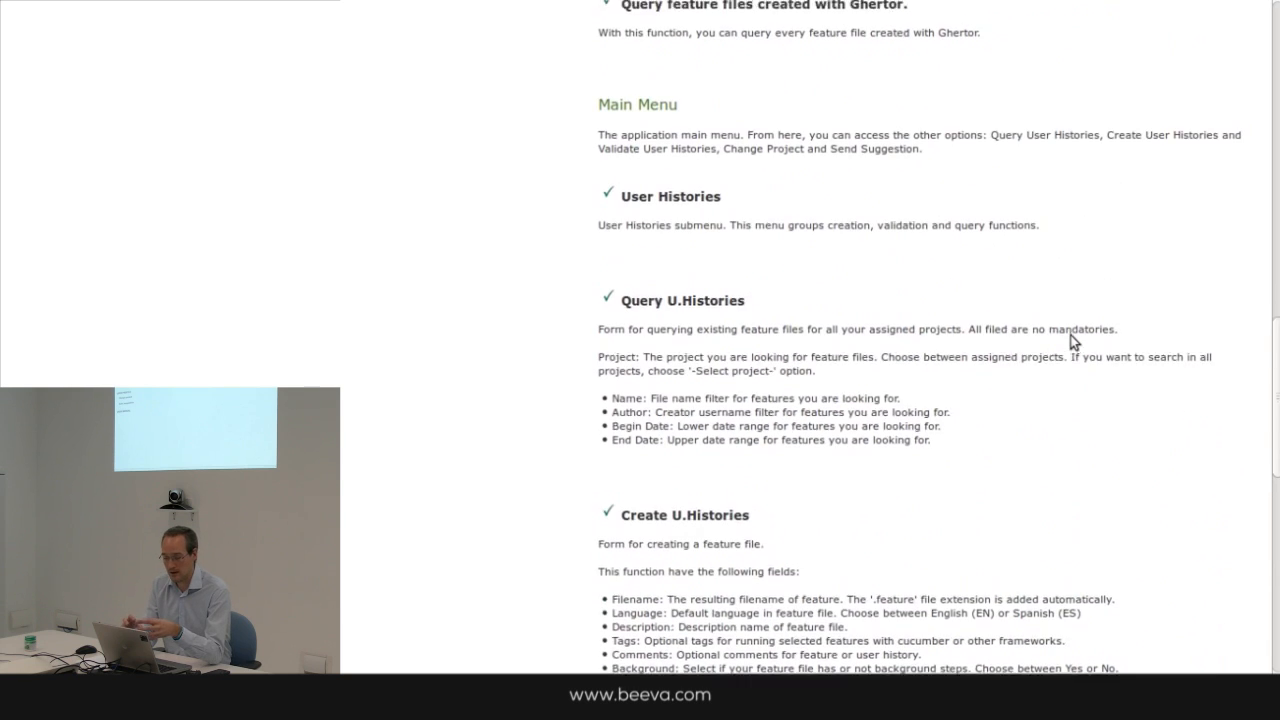 Query feature files created with Ghertor.
With this function, you can query every feature file created with Ghertor.
Main Menu
The application main menu. From here, you can access the other options: Query User Histories, Create User Histories and
Validate User Histories, Change Project and Send Suggestion.
User Histories
User Histories submenu. This menu groups creation, validation and query functions.
Query U.Histories
Form for querying existing feature files for all your assigned projects. All filed are no mandatories.
Project: The project you are looking for feature files. Choose between assigned projects. If you want to search in all
projects, choose '-Select project-' option.
• Name: File name filter for features you are looking for.
• Author: Creator username filter for features you are looking for.
• Begin Date: Lower date range for features you are looking for.
• End Date: Upper date range for features you are looking for.
Create U.Histories
Form for creating a feature file.
This function have the following fields:
• Filename: The resulting filename of feature. The '.feature' file extension is added automatically.
• Language: Default language in feature file. Choose between English (EN) or Spanish (ES)
• Description: Description name of feature file.
• Tags: Optional tags for running selected features with cucumber or other frameworks.
• Comments: Optional comments for feature or user history.
• Background: Select if your feature file has or not background steps. Choose between Yes or No.
www.beeva.com